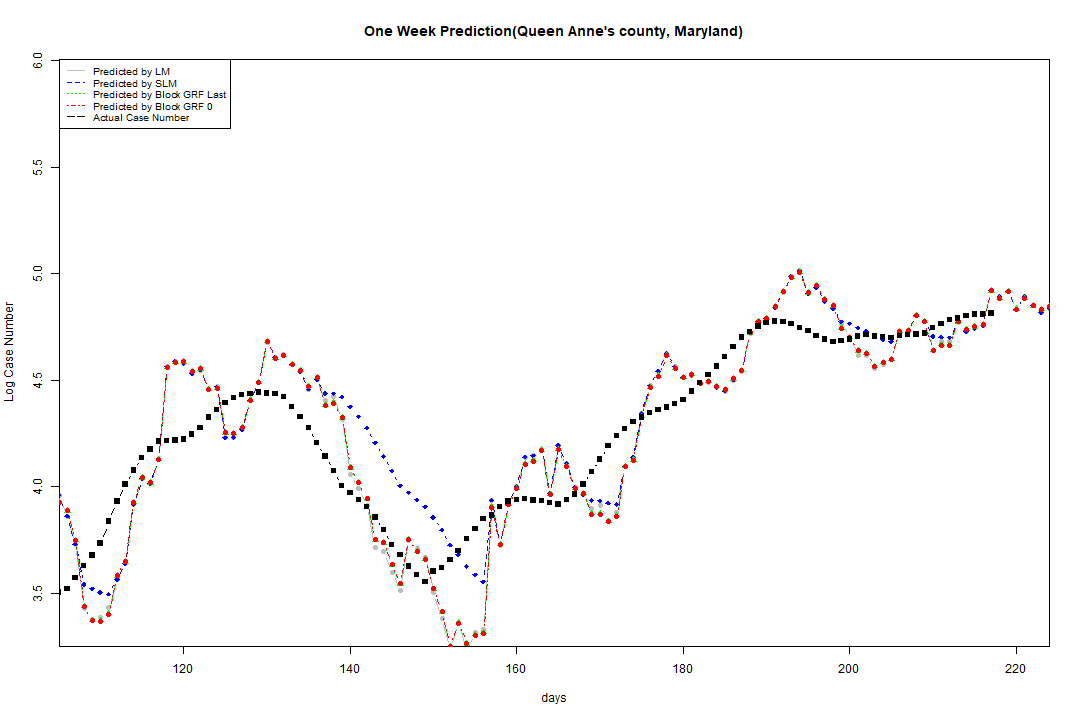 One Week Prediction(Queen Anne's county, Maryland)
6.0
Predicted by LM
Predicted by SLM
Predicted by Block GRF Last
Predicted by Block GRF 0
Actual Case Number
5.5
5.0
4.5
4.0
3.5
Log Case Number
120 140 160 180 200 220
days